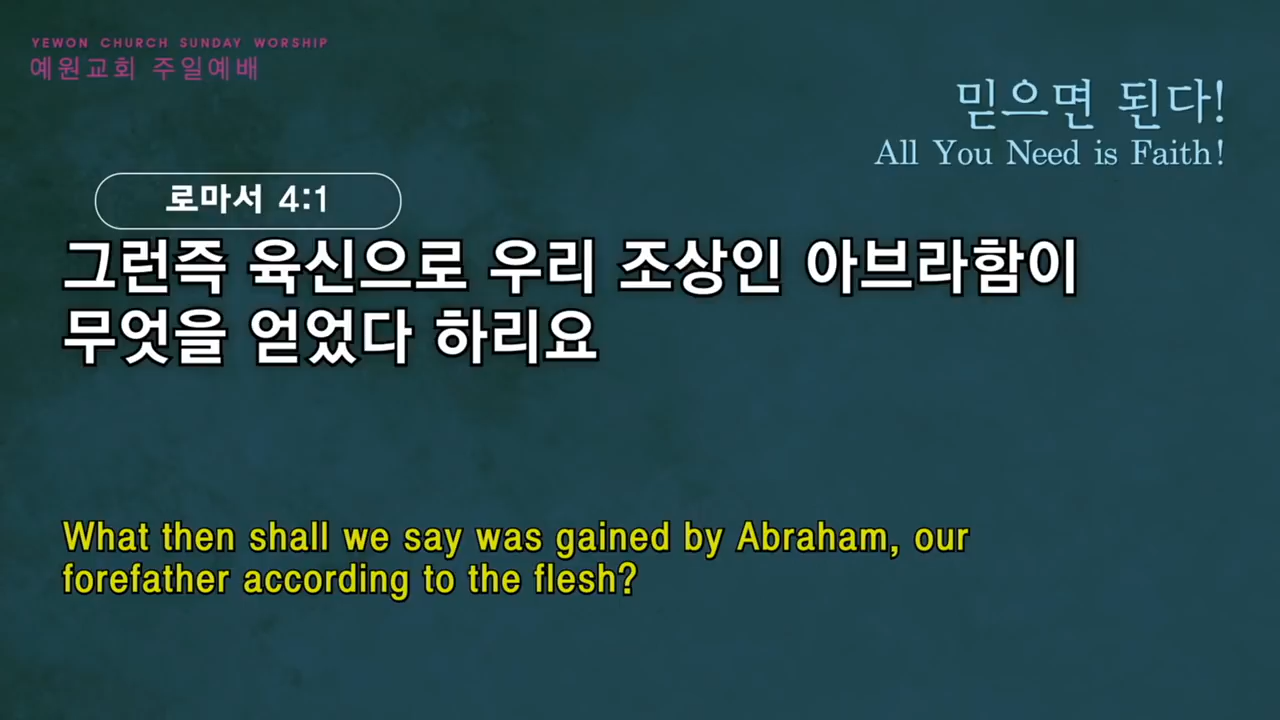 YEWON CHURCH SUNDAY WORSHIP
예원교회 주일예배
믿으면 된다!
All You Need is Faith!
로마서 4:1
그런즉 육신으로 우리 조상인 아브라함이
무엇을 얻었다 하리요
What then shall we say was gained by Abraham, our
forefather according to the flesh?